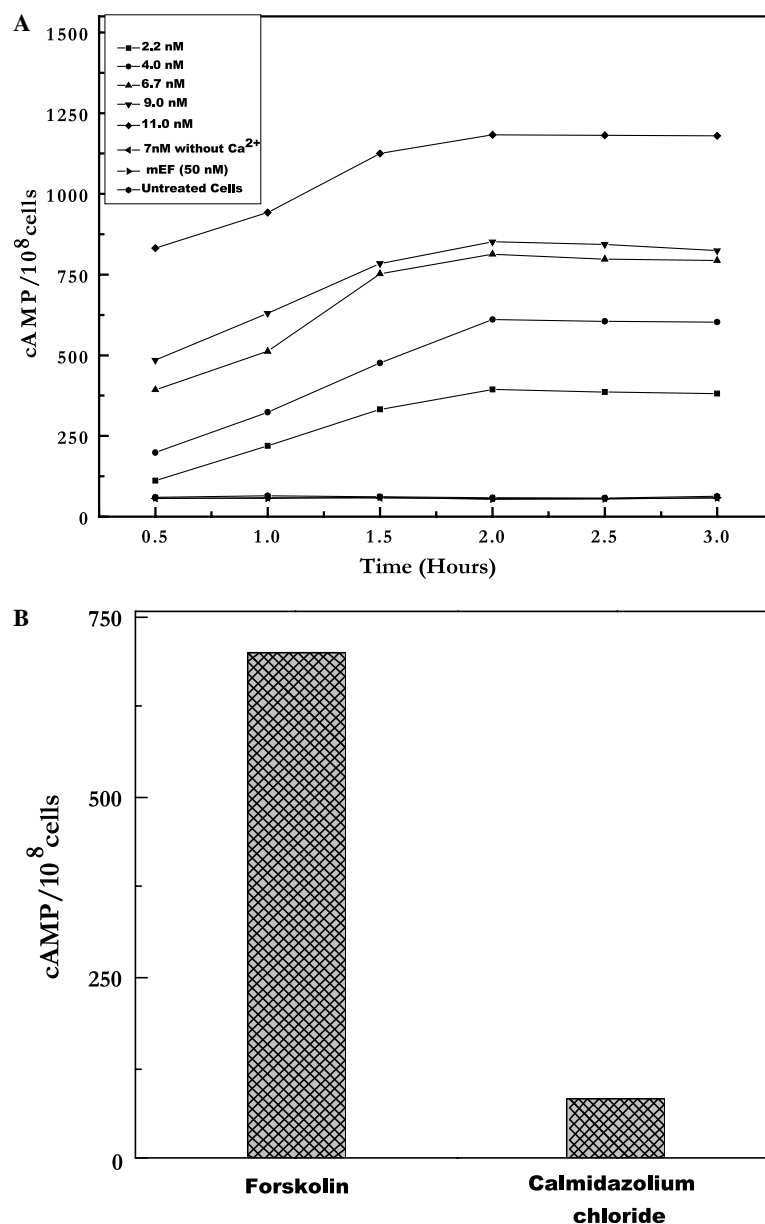 A
1500
1250
1000
750
500
250
0
cAMP/10⁸cells
2.2 nM
4.0 nM
6.7 nM
9.0 nM
11.0 nM
7nM without Ca²⁺
mEF (50 nM)
Untreated Cells
0.5 1.0 1.5 2.0 2.5 3.0
Time (Hours)
B
750
500
250
0
cAMP/10⁸cells
Forskolin
Calmidazolium
chloride